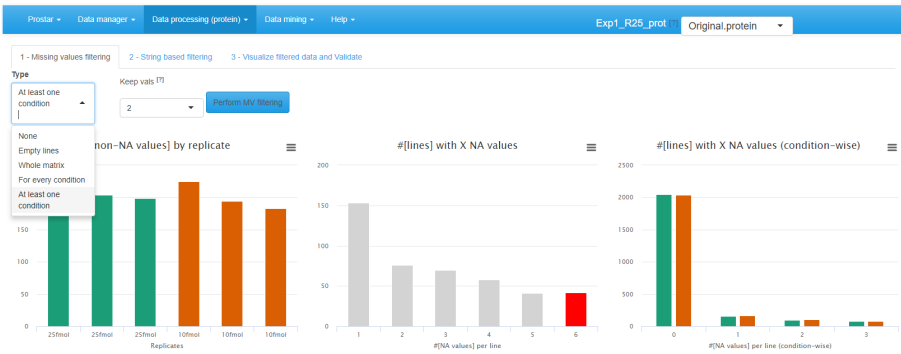 Prostar Data manager Data processing (protein) Data mining Help Exp1_R25_prot [?] Original.protein
1 - Missing values filtering 2 - String based filtering 3 - Visualize filtered data and Validate
Type
Keep vals [?]
At least one
condition
2
Perform MV filtering
None
Empty lines
Whole matrix
For every condition
At least one
condition
non-NA values] by replicate
150
100
50
0
25fmol 25fmol 25fmol 10fmol 10fmol 10fmol
Replicates
#[lines] with X NA values
200
150
100
50
0
1 2 3 4 5 6
#[NA values] per line
#[lines] with X NA values (condition-wise)
2500
2000
1500
1000
500
0
0 1 2 3
#[NA values] per line (condition-wise)